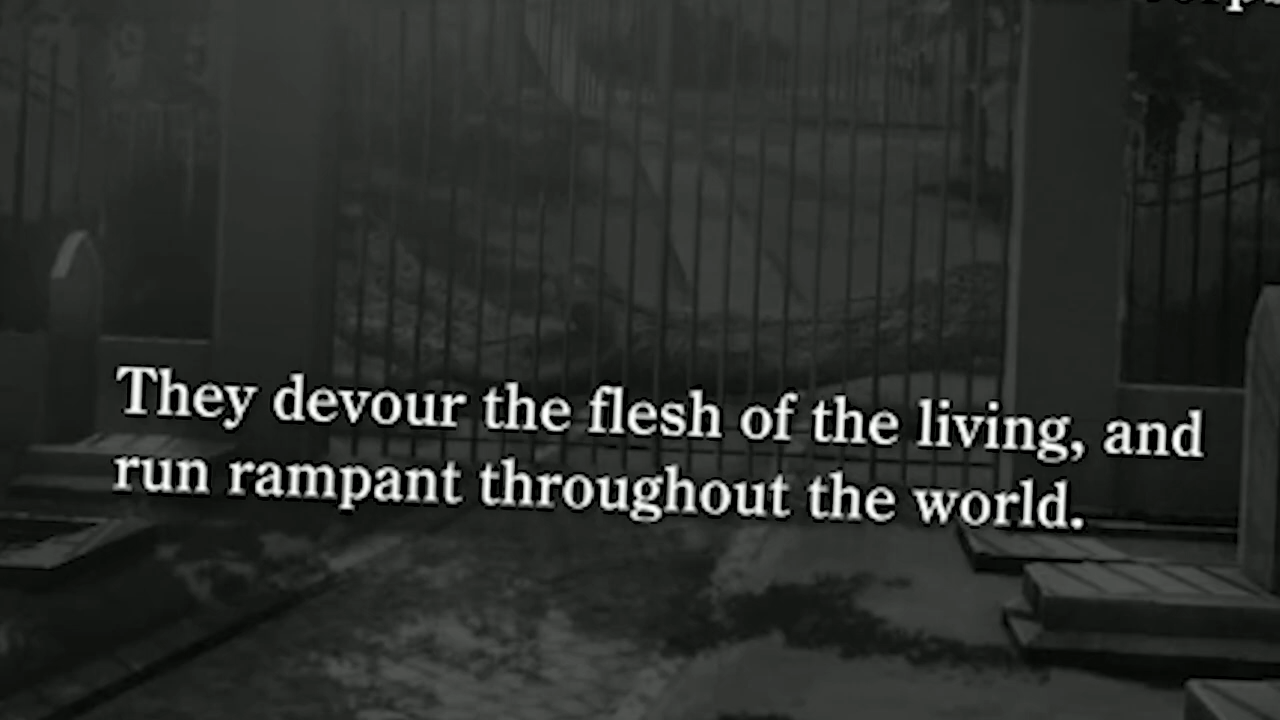 They devour the flesh of the living, and
run rampant throughout the world.